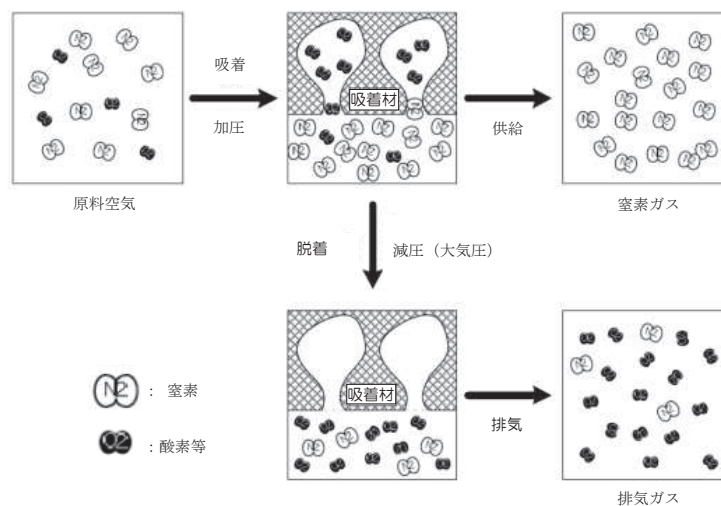 吸着
加圧
吸着材
供給
原料空気
窒素ガス
脱着
減圧（大気圧）
N2 : 窒素
O2 : 酸素等
吸着材
排気
排気ガス